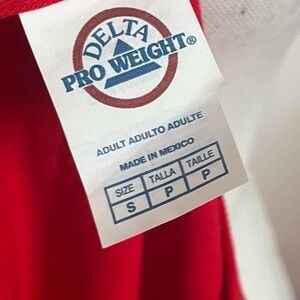 DELTA
PRO WEIGHT®
ADULT ADULTO ADULTE
MADE IN MEXICO
SIZE TALLA TAILLE
S P P